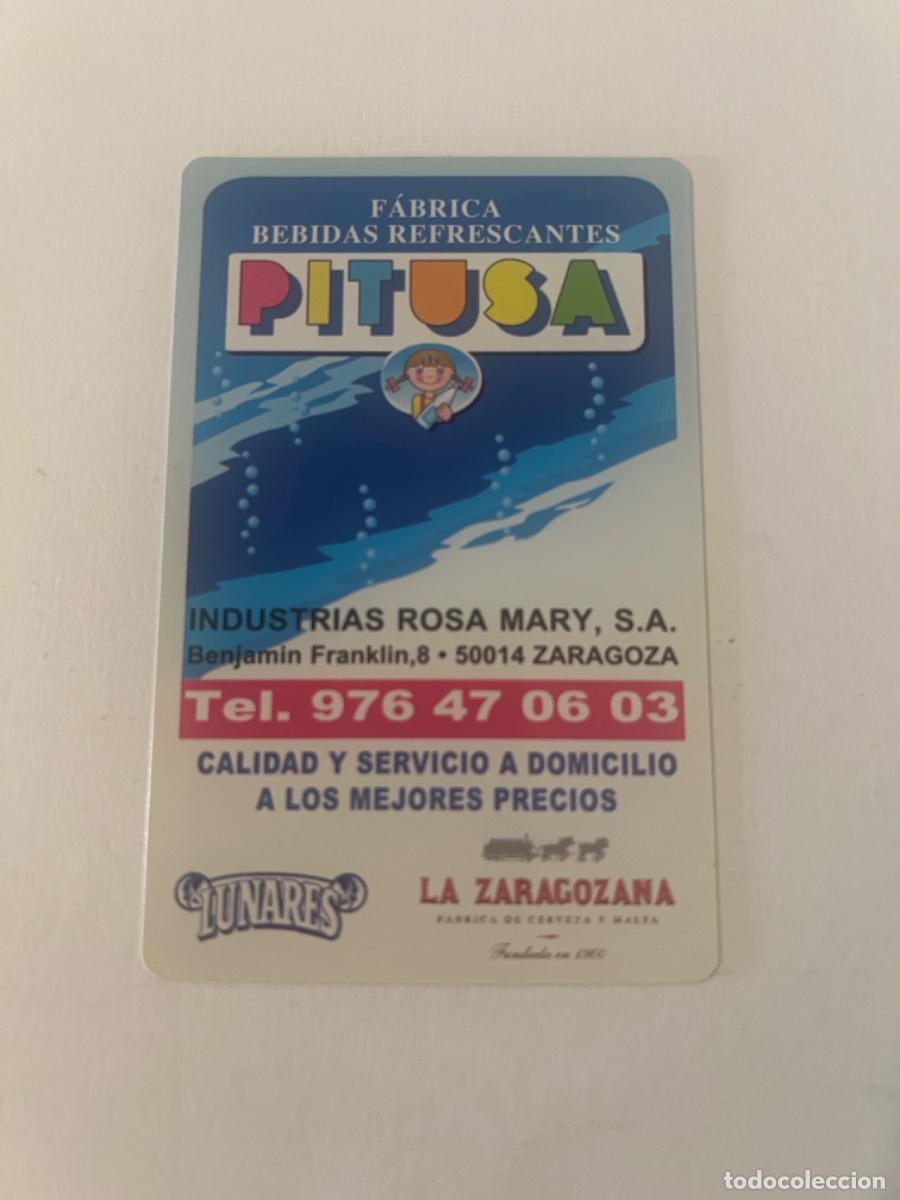 FÁBRICA
BEBIDAS REFRESCANTES
PITUSA
INDUSTRIAS ROSA MARY, S.A.
Benjamin Franklin,8 • 50014 ZARAGOZA
Tel. 976 47 06 03
CALIDAD Y SERVICIO A DOMICILIO
A LOS MEJORES PRECIOS
LUNARES
LA ZARAGOZANA
FABRICA DE CERVEZA Y MALTA
Fundada en 1900
todocoleccion